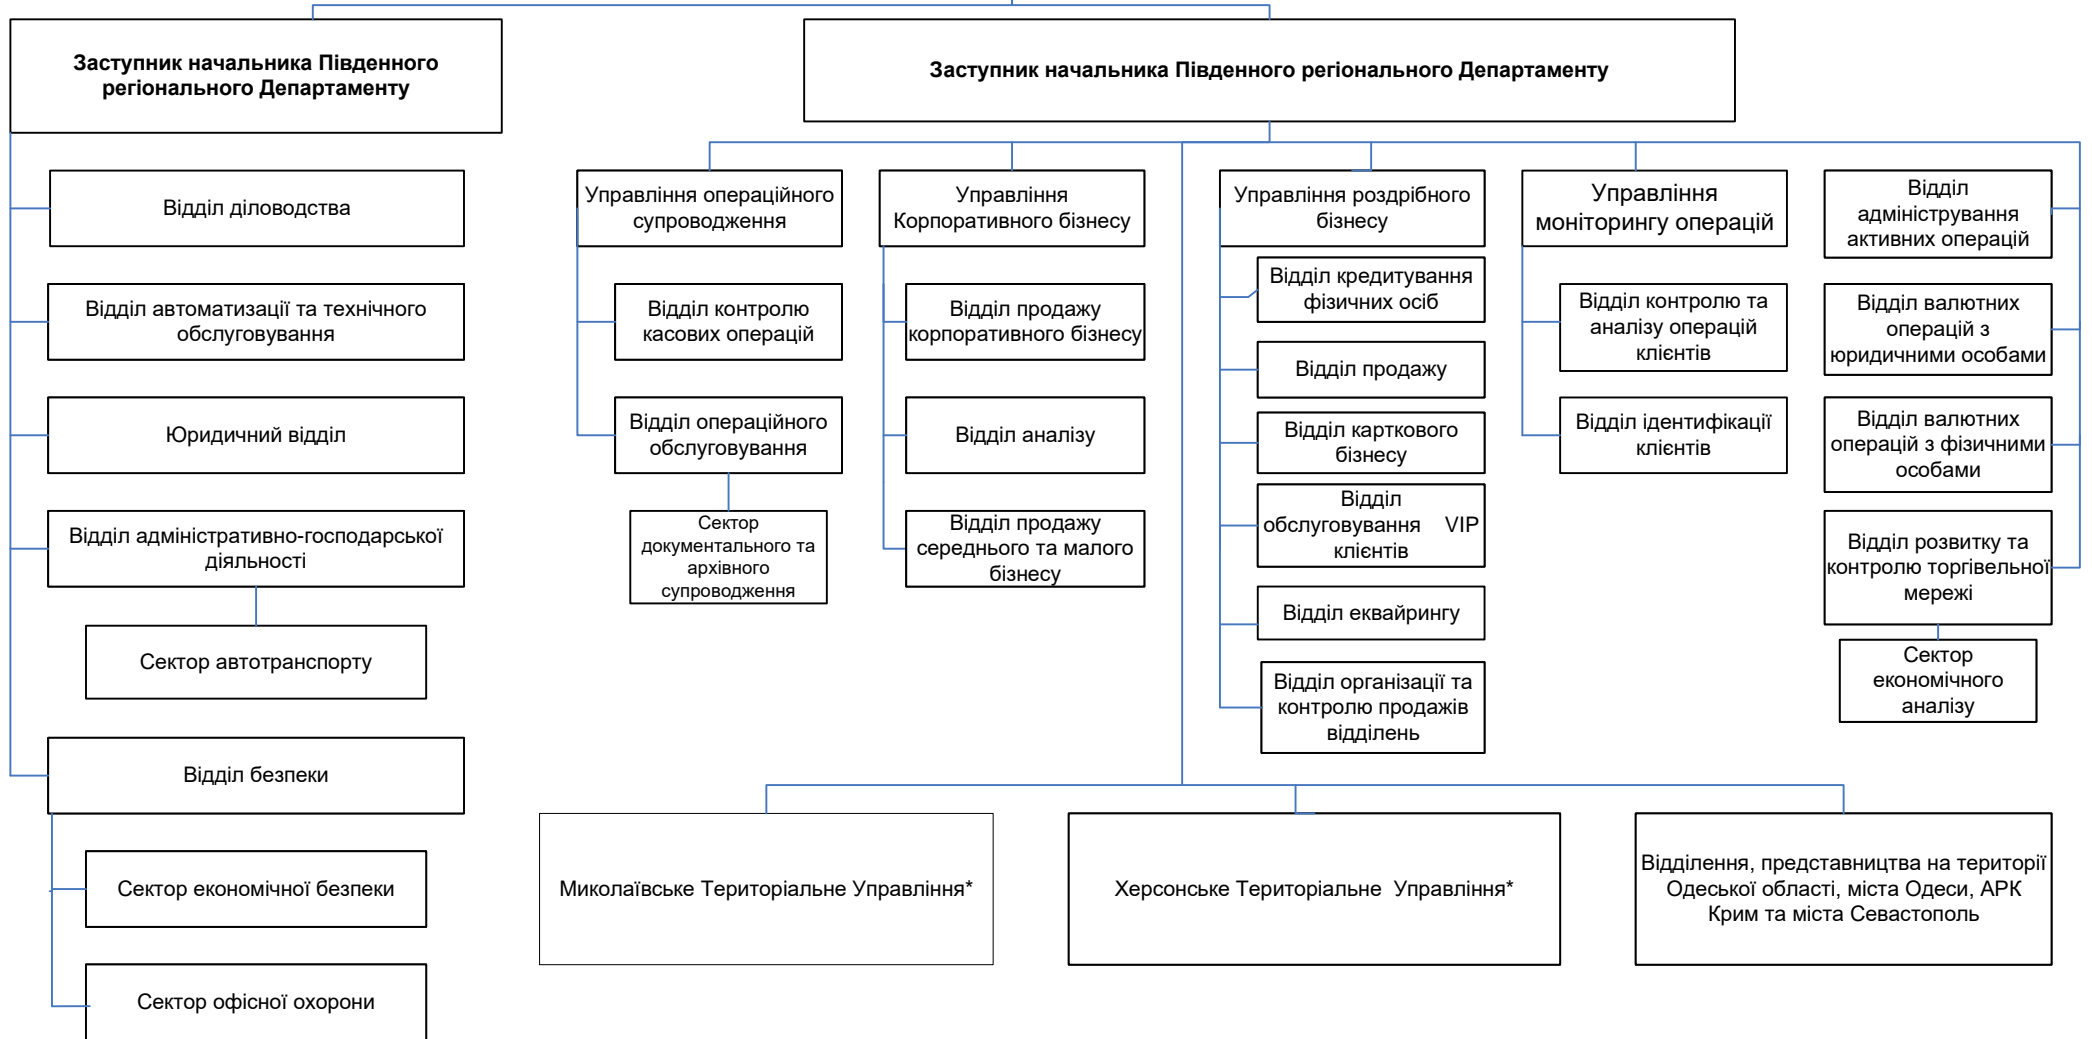 Заступник начальника Південного
регіонального Департаменту
Заступник начальника Південного регіонального Департаменту
Відділ діловодства
Відділ автоматизації та технічного
обслуговування
Юридичний відділ
Відділ адміністративно-господарської
діяльності
Сектор автотранспорту
Відділ безпеки
Сектор економічної безпеки
Сектор офісної охорони
Управління операційного
супроводження
Відділ контролю
касових операцій
Відділ операційного
обслуговування
Сектор
документального та
архівного
супроводження
Управління
Корпоративного бізнесу
Відділ продажу
корпоративного бізнесу
Відділ аналізу
Відділ продажу
середнього та малого
бізнесу
Управління роздрібного
бізнесу
Відділ кредитування
фізичних осіб
Відділ продажу
Відділ карткового
бізнесу
Відділ
обслуговування VIP
клієнтів
Відділ еквайрингу
Відділ організації та
контролю продажів
відділень
Управління
моніторингу операцій
Відділ контролю та
аналізу операцій
клієнтів
Відділ ідентифікації
клієнтів
Відділ
адміністрування
активних операцій
Відділ валютних
операцій з
юридичними особами
Відділ валютних
операцій з фізичними
особами
Відділ розвитку та
контролю торгівельної
мережі
Сектор
економічного
аналізу
Миколаївське Територіальне Управління*
Херсонське Територіальне Управління*
Відділення, представництва на території
Одеської області, міста Одеси, АРК
Крим та міста Севастополь